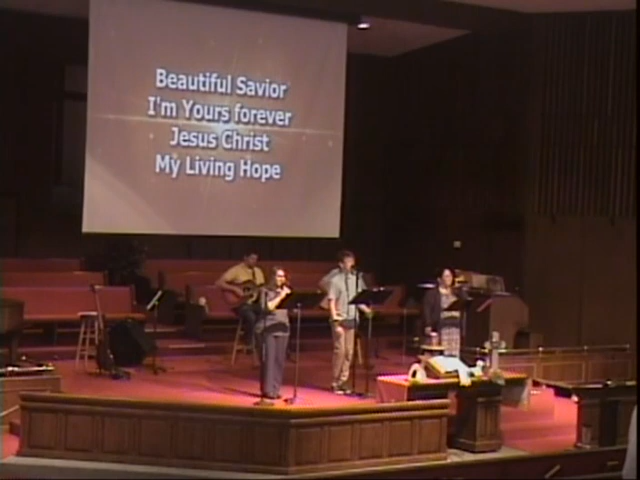 Beautiful Savior
I'm Yours forever
Jesus Christ
My Living Hope